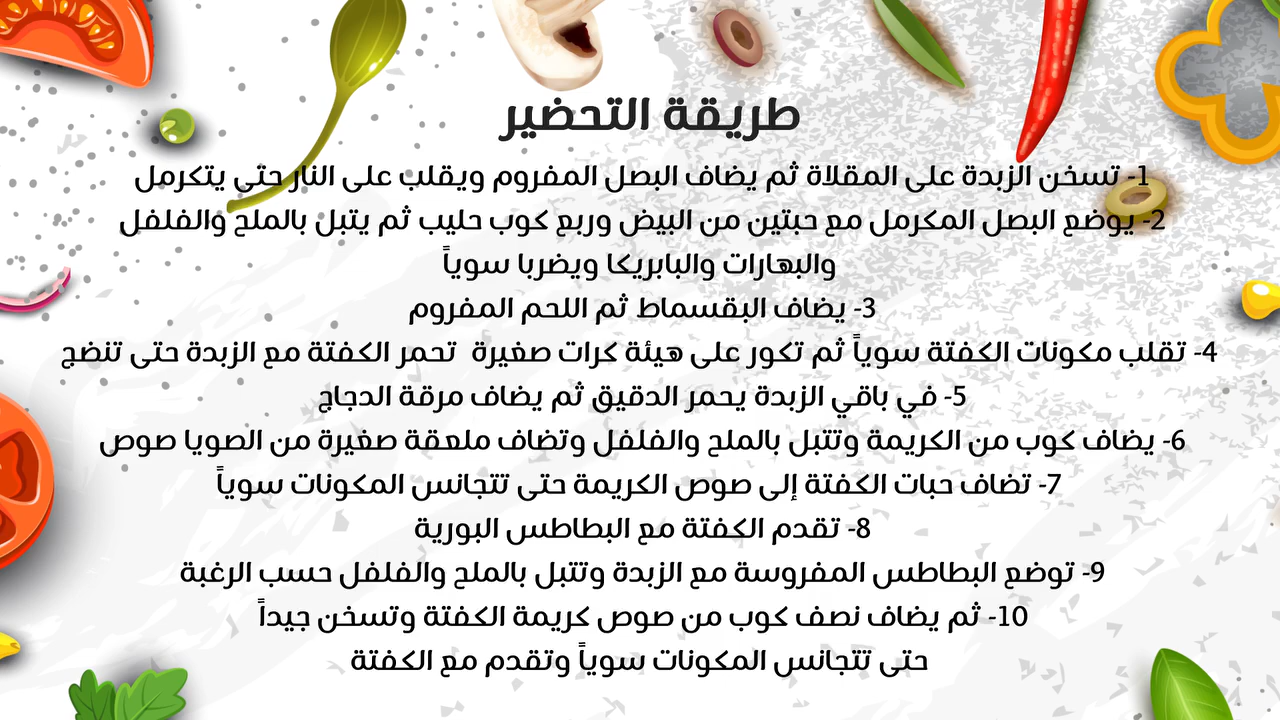 طريقة التحضير
1- تسخن الزبدة على المقلاة ثم يضاف البصل المفروم ويقلب على النار حتى يتكرمل
2- يوضع البصل المكرمل مع حبتين من البيض وربع كوب حليب ثم يتبل بالملح والفلفل
والبهارات والبابريكا ويضربا سوياً
3- يضاف البقسماط ثم اللحم المفروم
4- تقلب مكونات الكفتة سوياً ثم تكور على هيئة كرات صغيرة  تحمر الكفتة مع الزبدة حتى تنضج
5- في باقي الزبدة يحمر الدقيق ثم يضاف مرقة الدجاج
6- يضاف كوب من الكريمة وتتبل بالملح والفلفل وتضاف ملعقة صغيرة من الصويا صوص
7- تضاف حبات الكفتة إلى صوص الكريمة حتى تتجانس المكونات سوياً
8- تقدم الكفتة مع البطاطس البورية
9- توضع البطاطس المفروسة مع الزبدة وتتبل بالملح والفلفل حسب الرغبة
10- ثم يضاف نصف كوب من صوص كريمة الكفتة وتسخن جيداً
حتى تتجانس المكونات سوياً وتقدم مع الكفتة